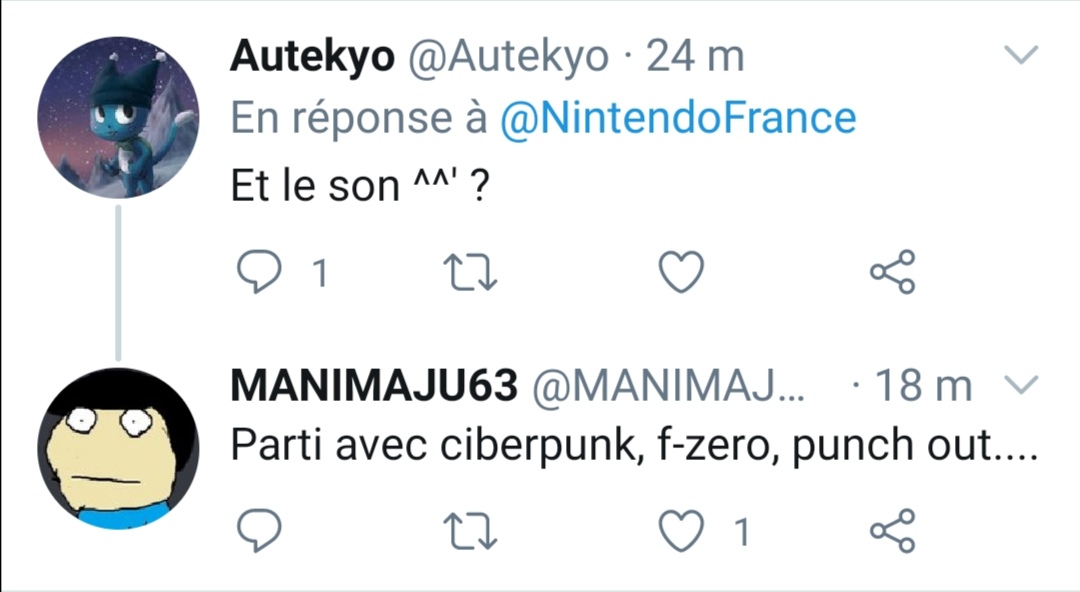 Autekyo @Autekyo · 24 m
En réponse à @NintendoFrance
Et le son ^^' ?
1
MANIMAJU63 @MANIMAJ... · 18 m
Parti avec ciberpunk, f-zero, punch out....
1